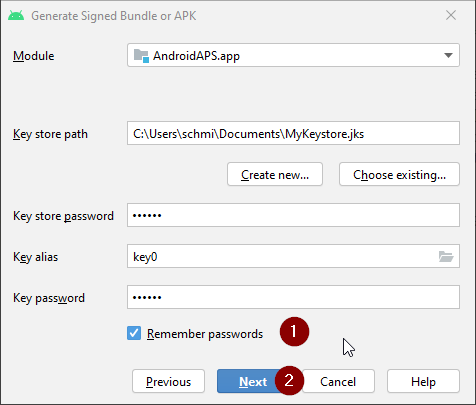 Generate Signed Bundle or APK
Module AndroidAPS.app
Key store path C:\Users\schmi\Documents\MyKeystore.jks
Create new... Choose existing...
Key store password ••••••
Key alias key0
Key password ••••••
Remember passwords 1
Previous Next 2 Cancel Help